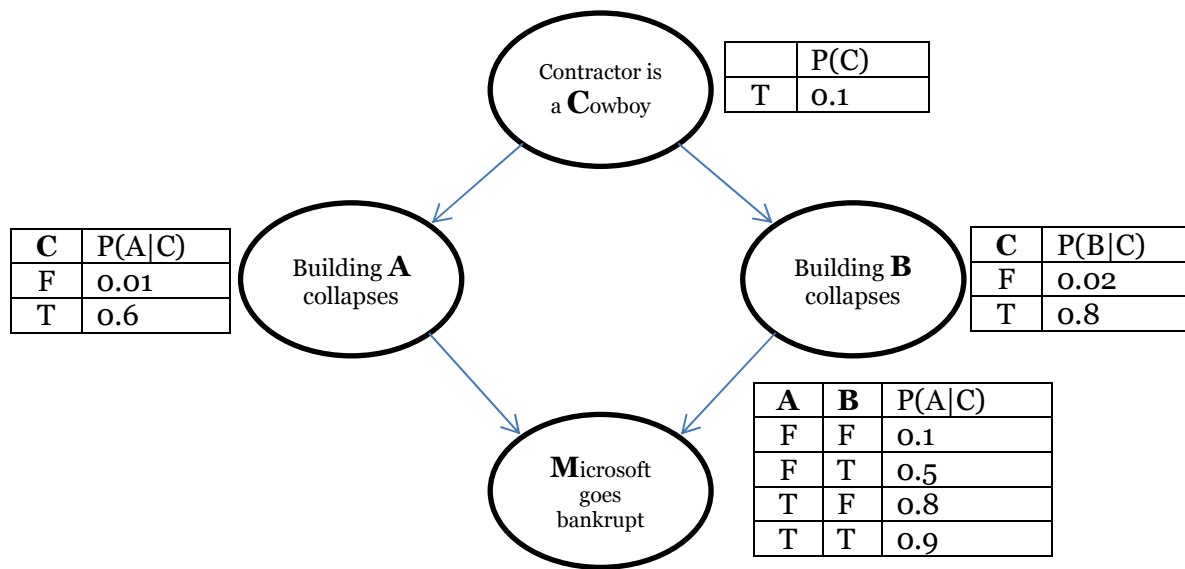 Contractor is
a Cowboy
P(C)
T 0.1
C P(A|C)
F 0.01
T 0.6
Building A
collapses
Building B
collapses
C P(B|C)
F 0.02
T 0.8
Microsoft
goes
bankrupt
A B P(A|C)
F F 0.1
F T 0.5
T F 0.8
T T 0.9